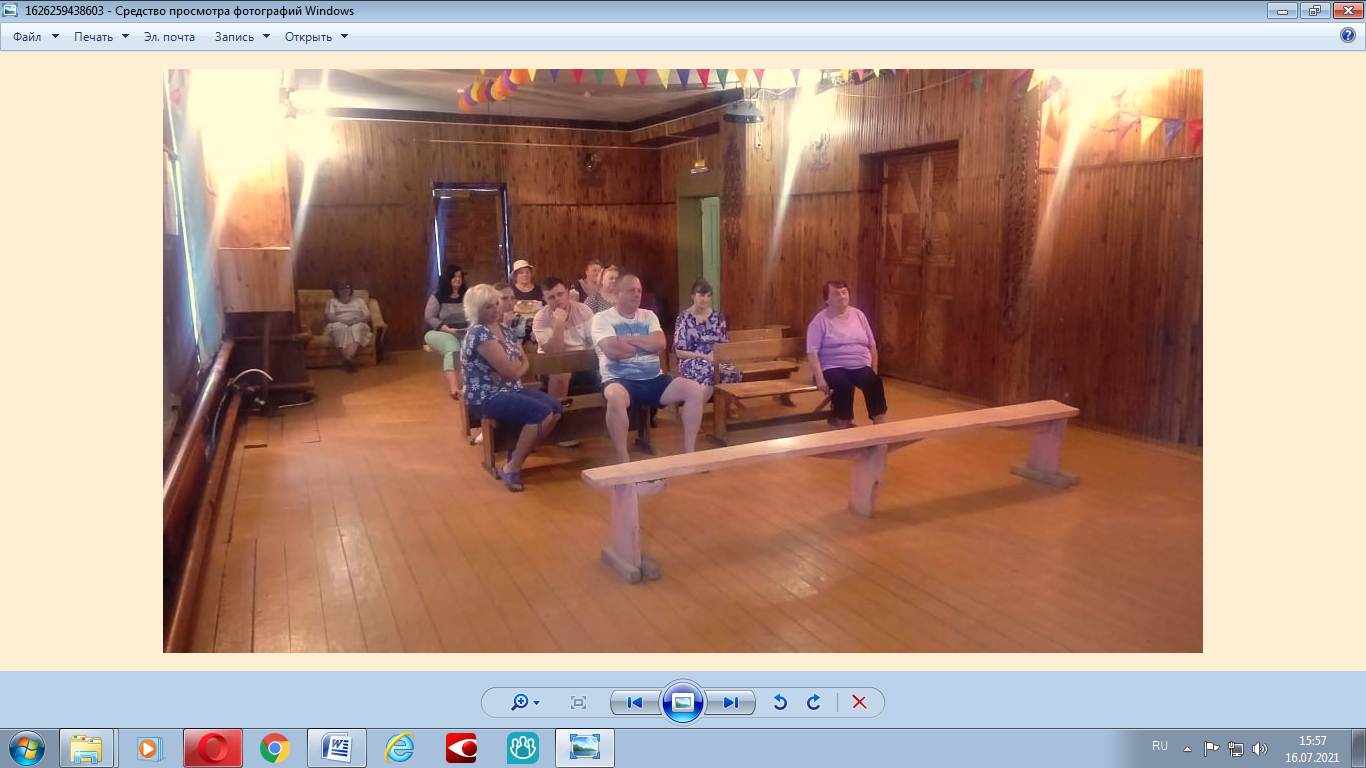 1626259438603 - Средство просмотра фотографий Windows
Файл Печать Эл. почта Запись Открыть
RU
15:57
16.07.2021